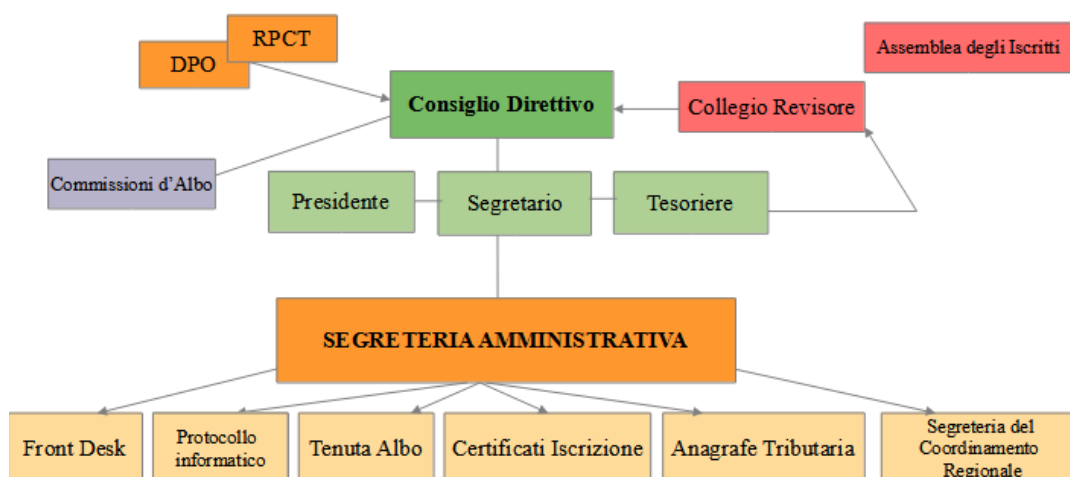 RPCT
DPO
Assemblea degli Iscritti
Consiglio Direttivo
Collegio Revisore
Commissioni d'Albo
Presidente
Segretario
Tesoriere
SEGRETERIA AMMINISTRATIVA
Front Desk
Protocollo
informatico
Tenuta Albo
Certificati Iscrizione
Anagrafe Tributaria
Segreteria del
Coordinamento
Regionale